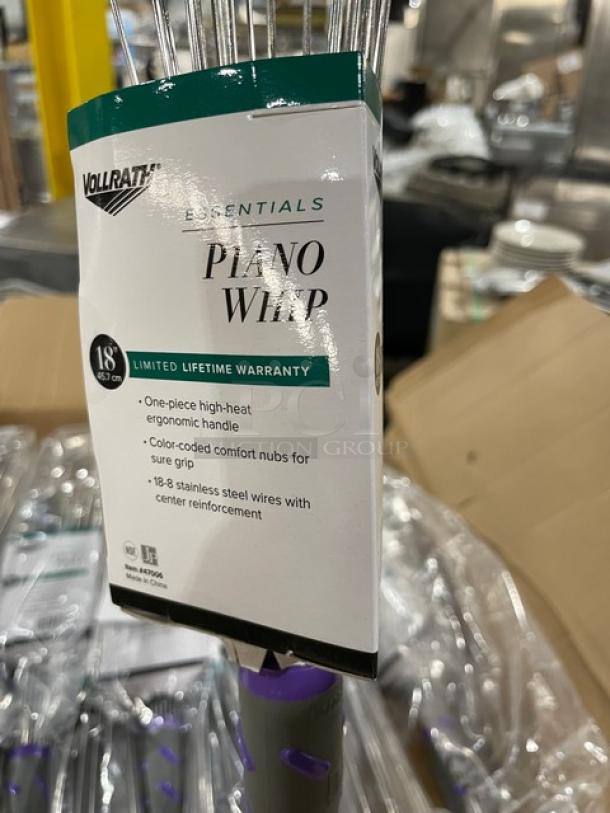 VOLLRATH
ESSENTIALS
PIANO
WHIP
18"
45.7 cm
LIMITED LIFETIME WARRANTY
• One-piece high-heat
ergonomic handle
• Color-coded comfort nubs for
sure grip
• 18-8 stainless steel wires with
center reinforcement
NSF
Item #47006
Made in China
PCI
AUCTION GROUP